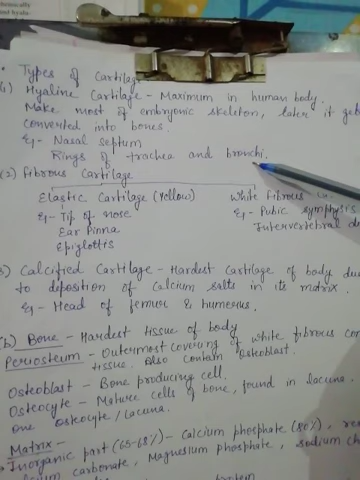 • Types of Cartilage
(1) Hyaline Cartilage - Maximum in human body.
Make most of embryonic skeleton, later it gets
converted into bones.
Eg - Nasal septum
Rings of trachea and bronchi.
(2) Fibrous Cartilage
Elastic Cartilage (Yellow) White Fibrous
Eg - Tip of nose Eg - Pubic symphysis
Ear Pinna Intervertebral
Epiglottis
) Calcified Cartilage - Hardest Cartilage of body due
to deposition of Calcium salts in its matrix.
Eg - Head of femur & humerus.
(b) Bone - Hardest tissue of body
Periosteum - Outermost covering of white fibrous
tissue. Also contain Osteoblast.
Osteoblast - Bone producing cell.
Osteocyte - Mature cells of bone, found in lacuna.
one osteocyte / lacuna.
Matrix -
• Inorganic part (65-68%) - Calcium phosphate (80%),
carbonate, Magnesium phosphate, sodium
protein